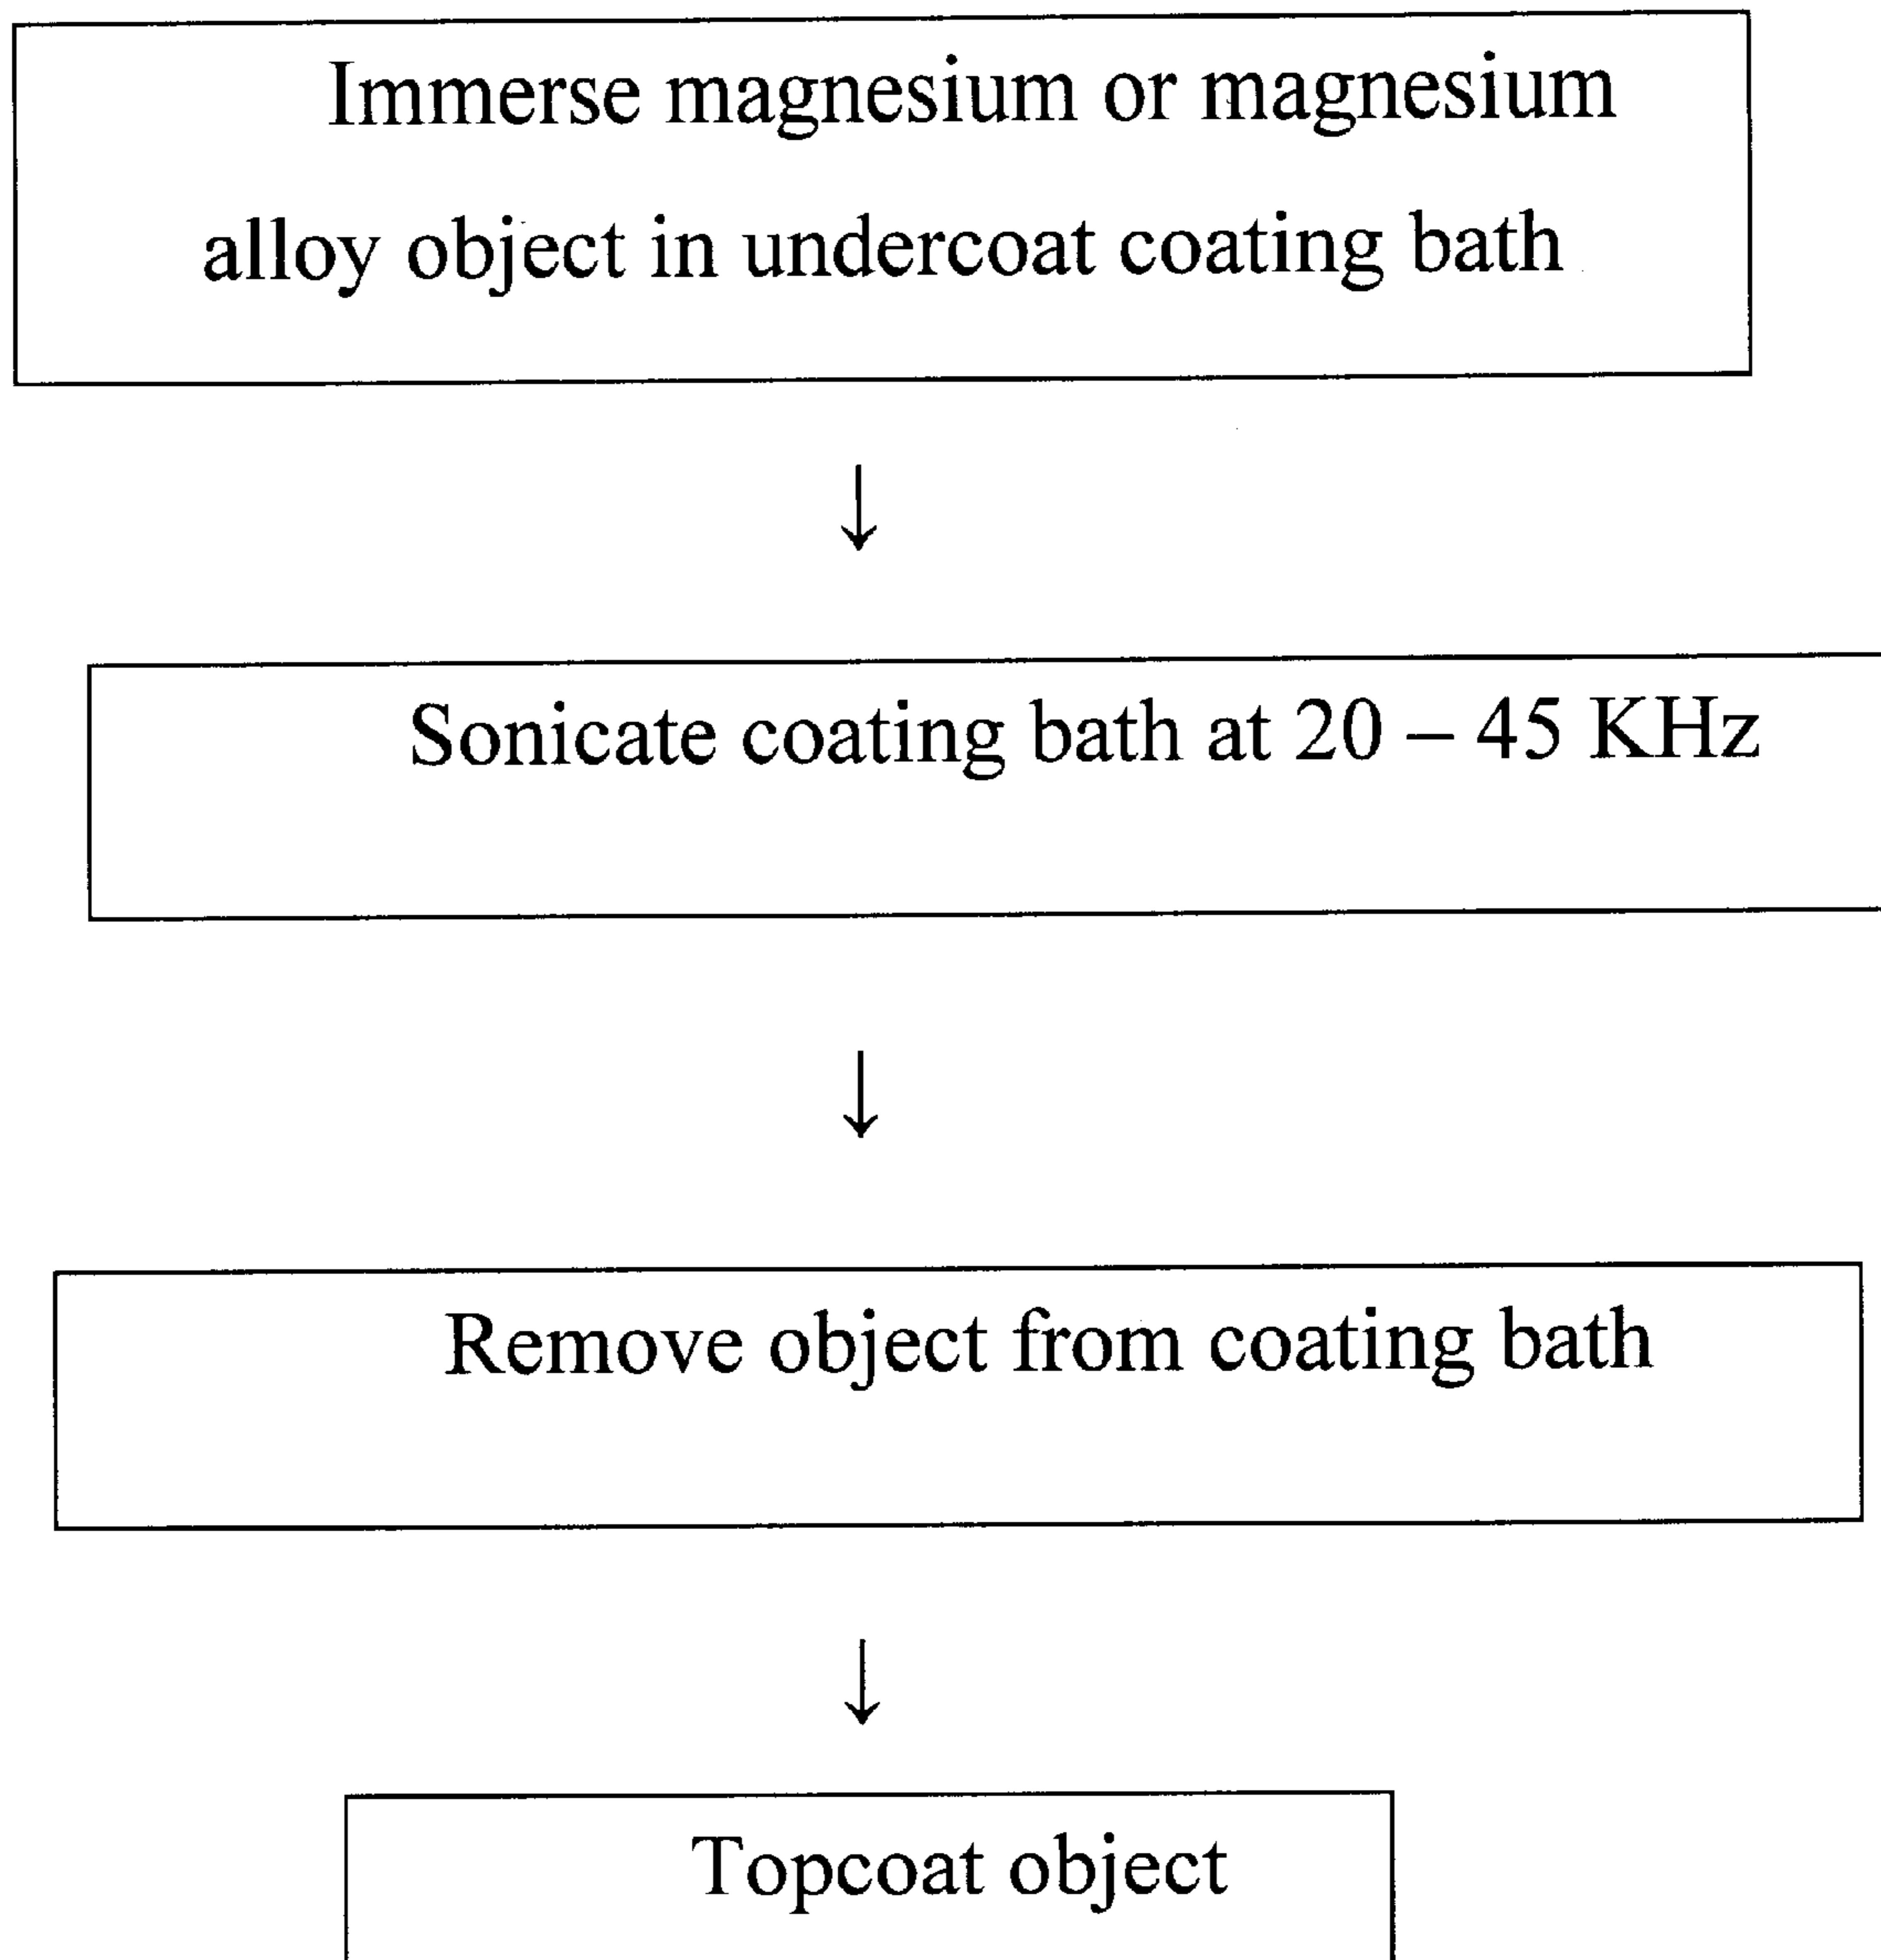 Immerse magnesium or magnesium
alloy object in undercoat coating bath
↓
Sonicate coating bath at 20 – 45 KHz
↓
Remove object from coating bath
↓
Topcoat object